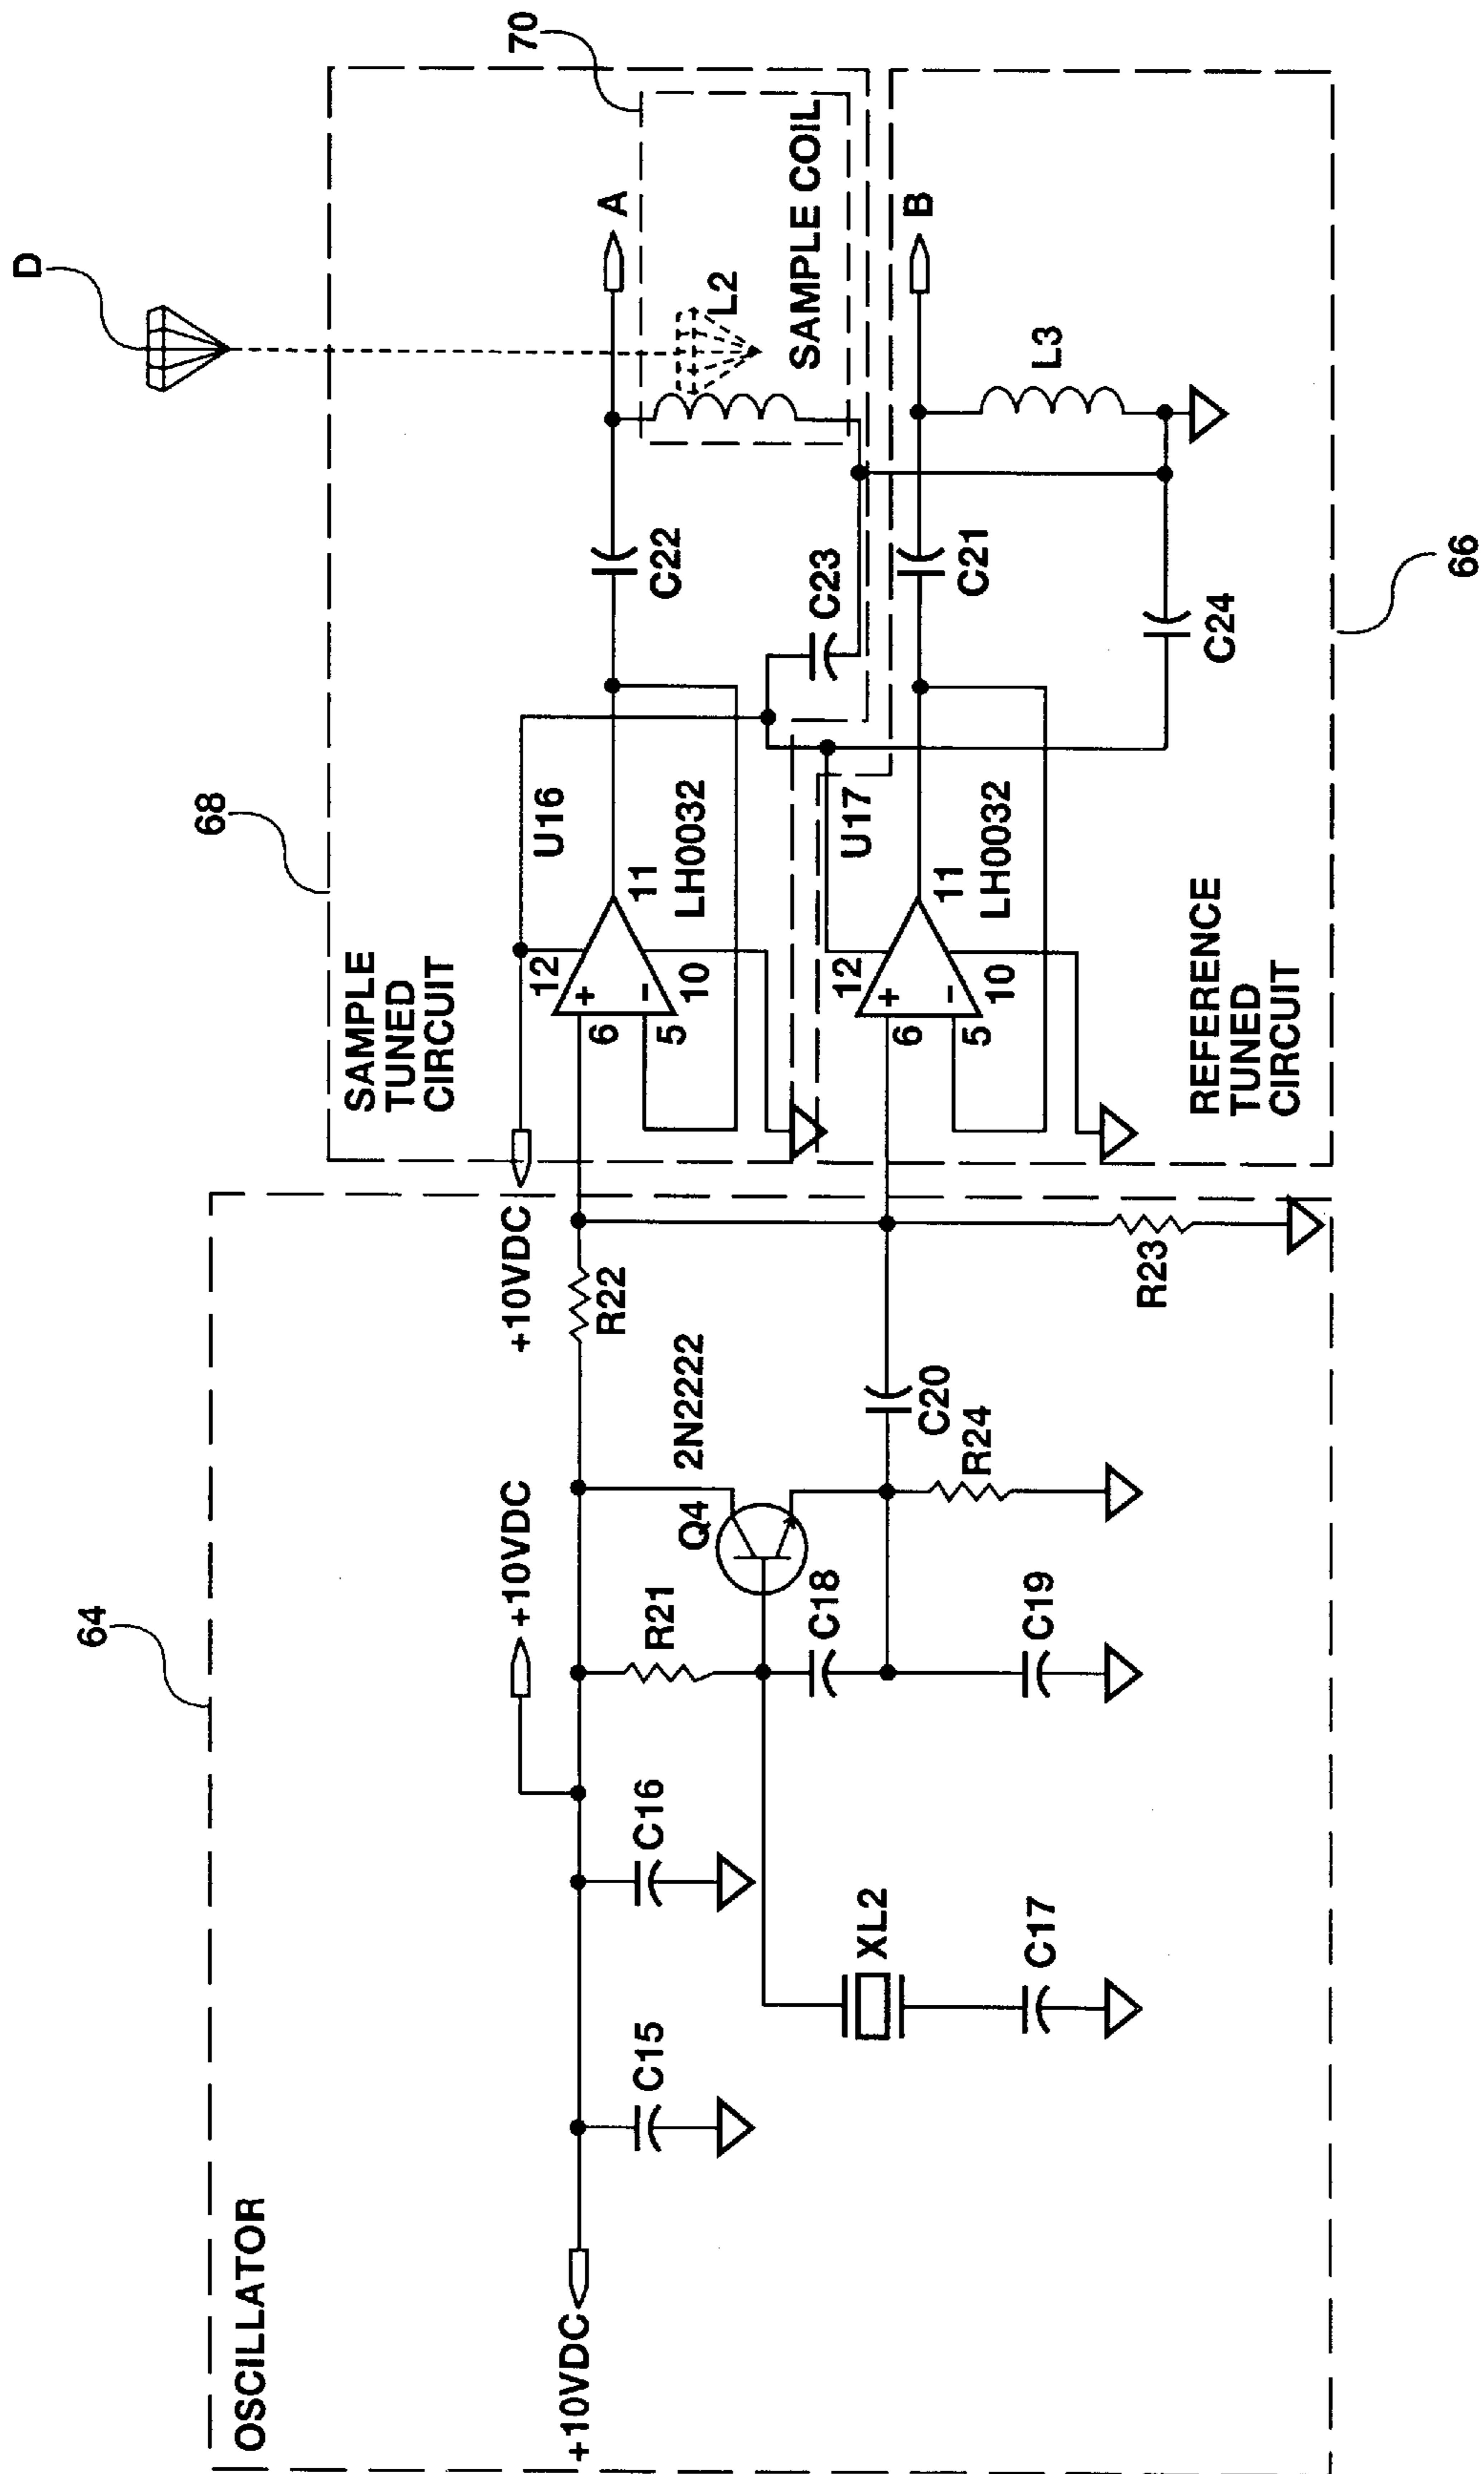 OSCILLATOR
64
+10VDC
C15
C16
XL2
C17
+10VDC
R21
C18
C19
Q4
2N2222
C20
R24
R22
R23
+10VDC
68
SAMPLE
TUNED
CIRCUIT
U16
12
+
6
-
5
10
11
LH0032
C22
C23
A
L2
SAMPLE COIL
70
D
U17
12
+
6
-
5
10
11
LH0032
C21
C24
B
L3
REFERENCE
TUNED
CIRCUIT
66